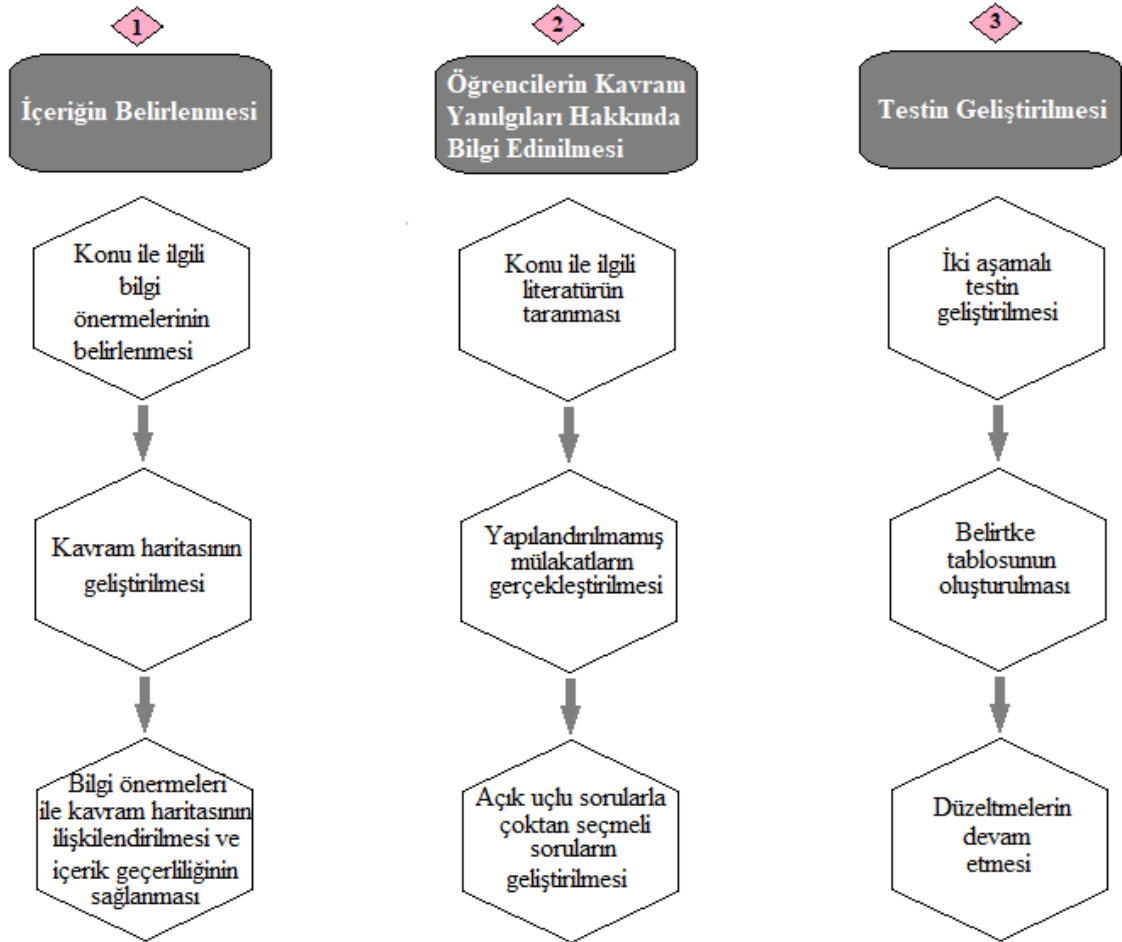 1
İçeriğin Belirlenmesi
Konu ile ilgili
bilgi
önermelerinin
belirlenmesi
Kavram haritasının
geliştirilmesi
Bilgi önermeleri
ile kavram haritasının
ilişkilendirilmesi ve
içerik geçerliliğinin
sağlanması
2
Öğrencilerin Kavram
Yanılgıları Hakkında
Bilgi Edinilmesi
Konu ile ilgili
literatürün
taranması
Yapılandırılmamış
mülakatların
gerçekleştirilmesi
Açık uçlu sorularla
çoktan seçmeli
soruların
geliştirilmesi
3
Testin Geliştirilmesi
İki aşamalı
testin
geliştirilmesi
Belirtke
tablosunun
oluşturulması
Düzeltmelerin
devam
etmesi